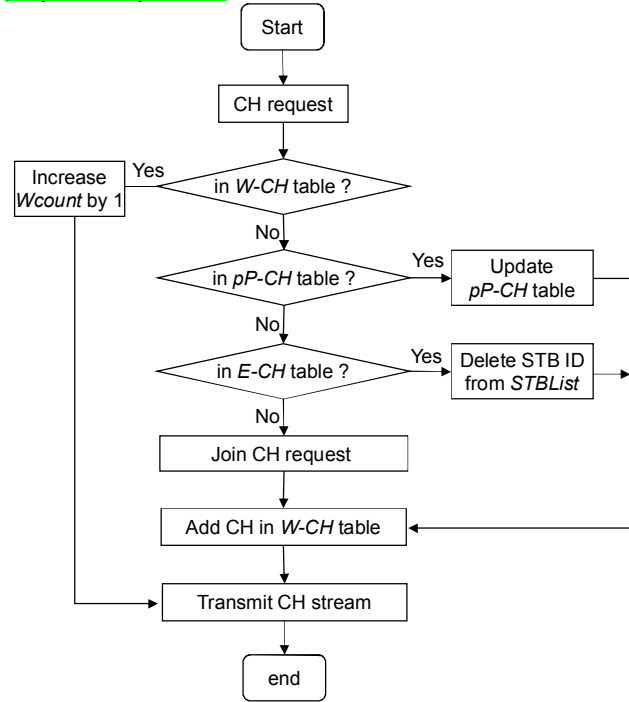 Start
CH request
in W-CH table ?
Yes
Increase
Wcount by 1
No
in pP-CH table ?
Yes
Update
pP-CH table
No
in E-CH table ?
Yes
Delete STB ID
from STBList
No
Join CH request
Add CH in W-CH table
Transmit CH stream
end